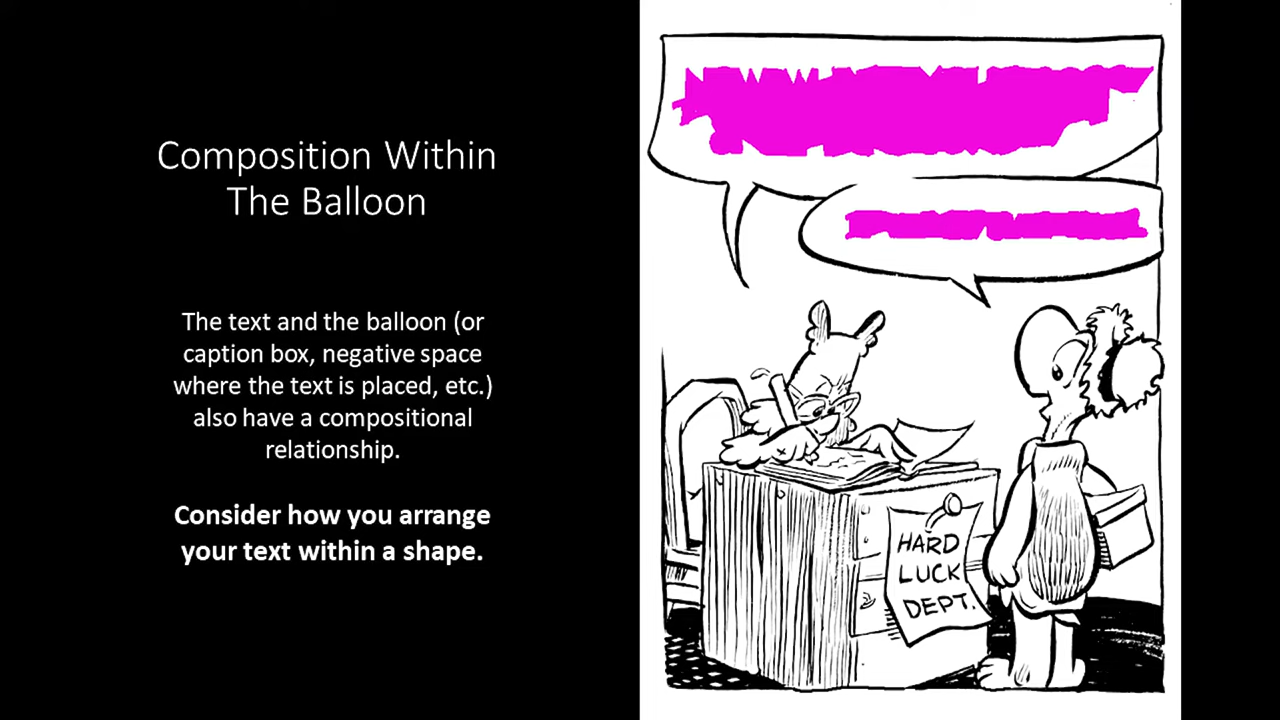 Composition Within
The Balloon
The text and the balloon (or
caption box, negative space
where the text is placed, etc.)
also have a compositional
relationship.
Consider how you arrange
your text within a shape.
HARD
LUCK
DEPT.